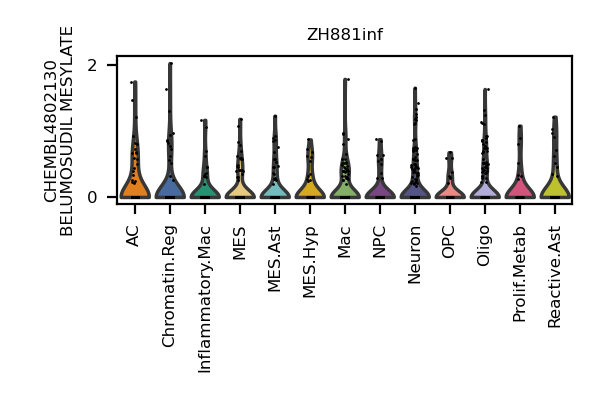 ZH881inf
CHEMBL4802130
BELUMOSUDIL MESYLATE
2
0
AC
Chromatin.Reg
Inflammatory.Mac
MES
MES.Ast
MES.Hyp
Mac
NPC
Neuron
OPC
Oligo
Prolif.Metab
Reactive.Ast